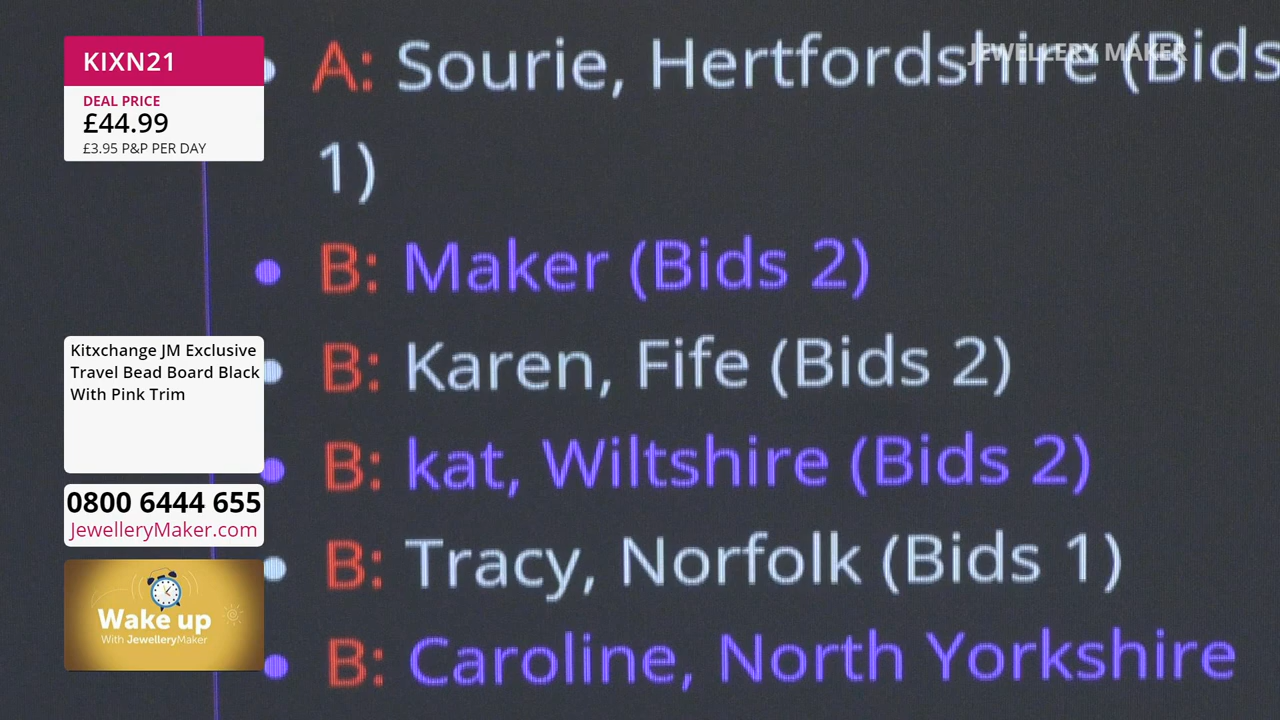 KIXN21
DEAL PRICE
£44.99
£3.95 P&P PER DAY
Kitxchange JM Exclusive
Travel Bead Board Black
With Pink Trim
0800 6444 655
JewelleryMaker.com
Wake up
With JewelleryMaker
JEWELLERY MAKER
A: Sourie, Hertfordshire (Bids
1)
B: Maker (Bids 2)
B: Karen, Fife (Bids 2)
B: kat, Wiltshire (Bids 2)
B: Tracy, Norfolk (Bids 1)
B: Caroline, North Yorkshire